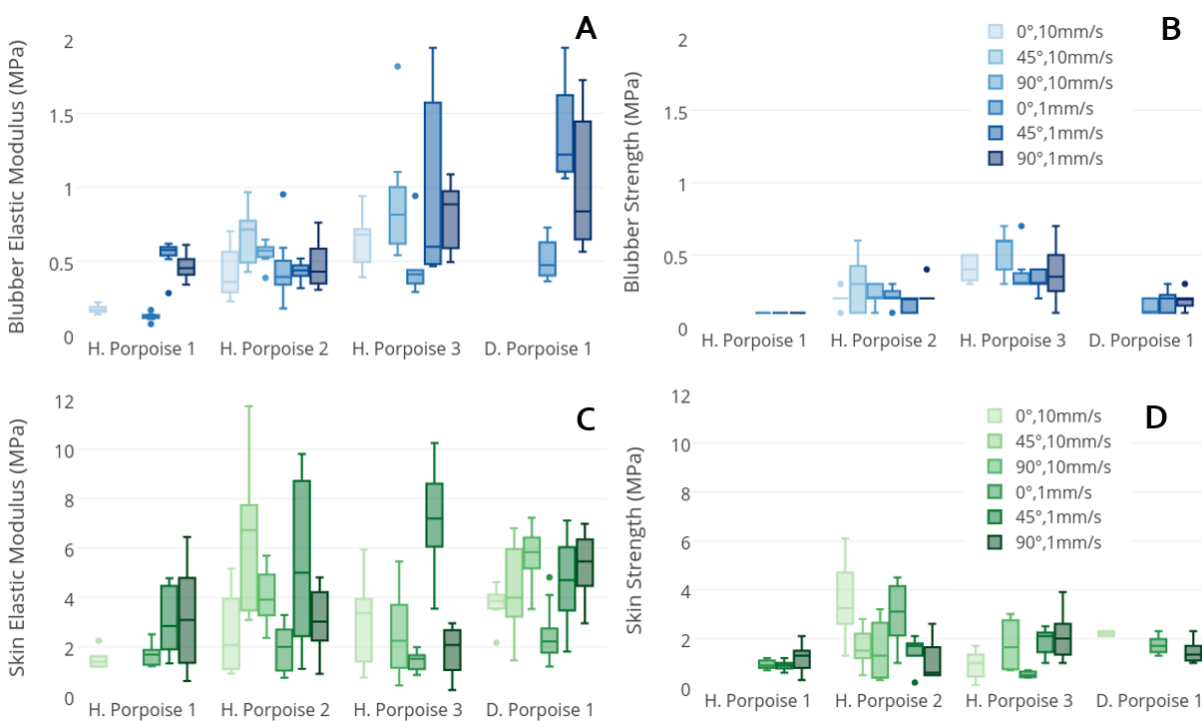 A
Blubber Elastic Modulus (MPa)
2
1.5
1
0.5
0
H. Porpoise 1 H. Porpoise 2 H. Porpoise 3 D. Porpoise 1
B
Blubber Strength (MPa)
2
1.5
1
0.5
0
0°,10mm/s
45°,10mm/s
90°,10mm/s
0°,1mm/s
45°,1mm/s
90°,1mm/s
H. Porpoise 1 H. Porpoise 2 H. Porpoise 3 D. Porpoise 1
C
Skin Elastic Modulus (MPa)
12
10
8
6
4
2
0
H. Porpoise 1 H. Porpoise 2 H. Porpoise 3 D. Porpoise 1
D
Skin Strength (MPa)
12
10
8
6
4
2
0
0°,10mm/s
45°,10mm/s
90°,10mm/s
0°,1mm/s
45°,1mm/s
90°,1mm/s
H. Porpoise 1 H. Porpoise 2 H. Porpoise 3 D. Porpoise 1